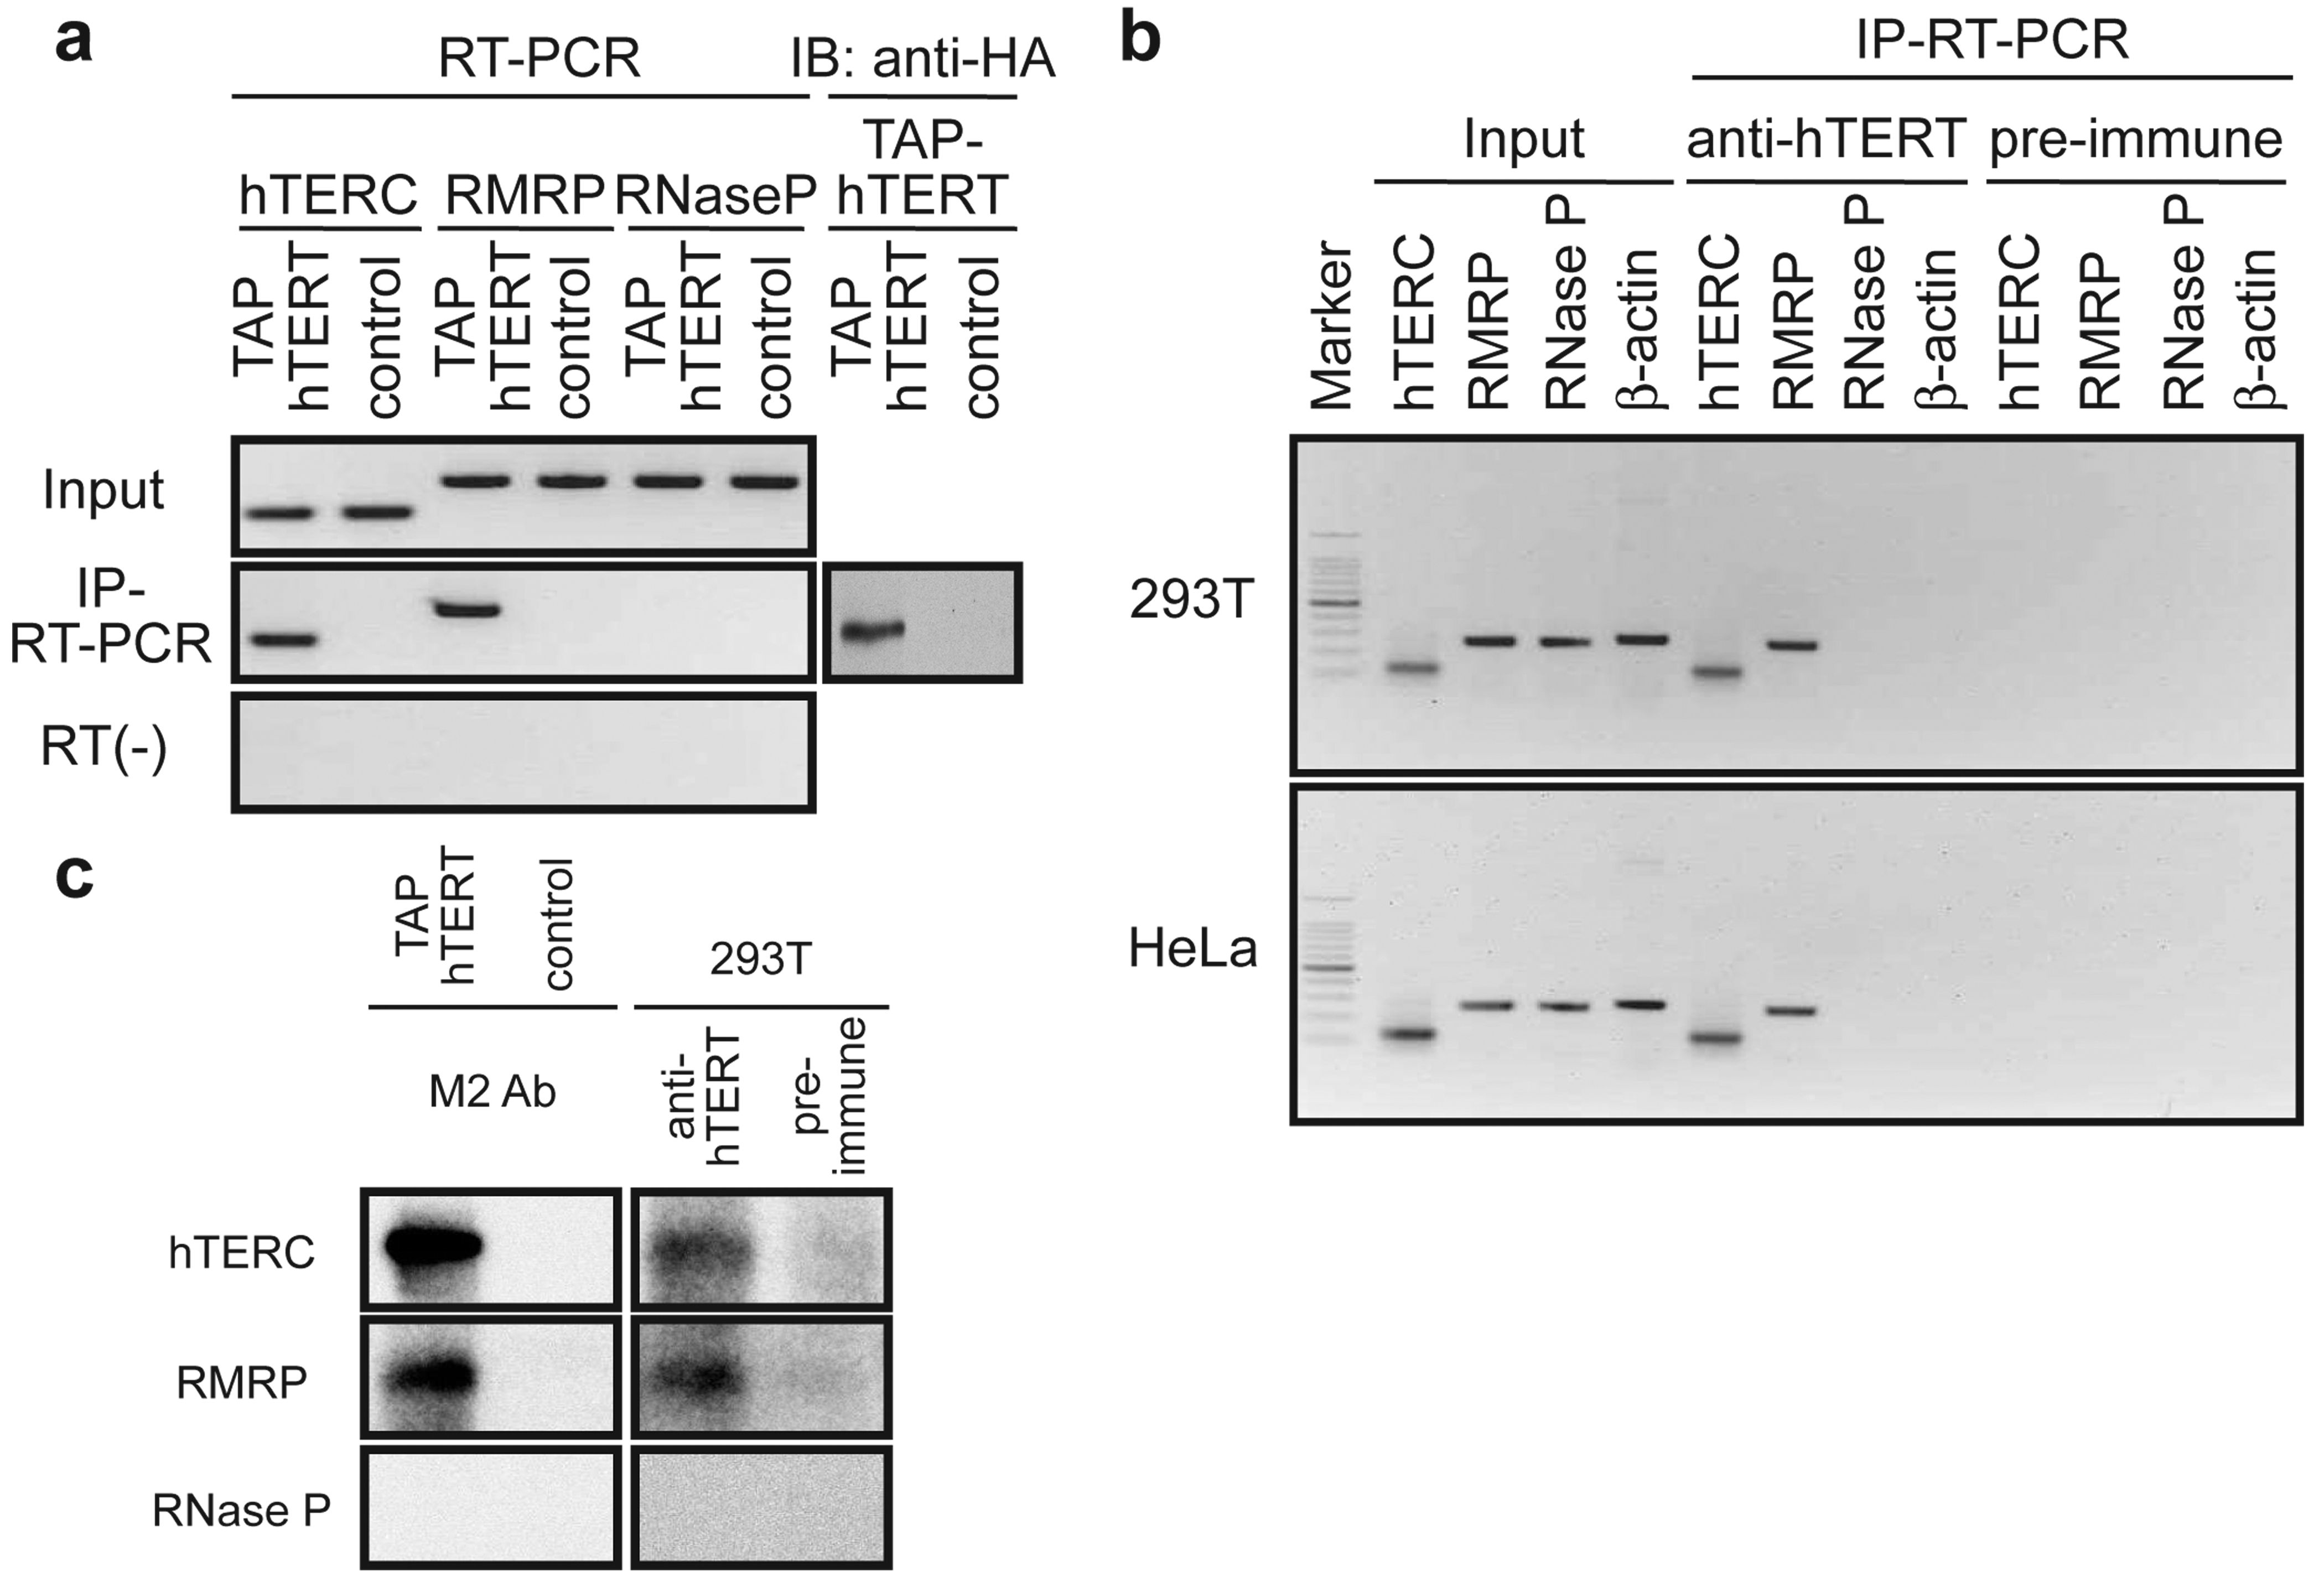 a
RT-PCR
IB: anti-HA
hTERC
RMRP
RNaseP
TAP-
hTERT
TAP
hTERT
control
TAP
hTERT
control
TAP
hTERT
control
TAP
hTERT
control
Input
IP-
RT-PCR
RT(-)
b
IP-RT-PCR
Input
anti-hTERT
pre-immune
Marker
hTERC
RMRP
RNase P
β-actin
hTERC
RMRP
RNase P
β-actin
hTERC
RMRP
RNase P
β-actin
293T
HeLa
c
TAP
hTERT
control
293T
M2 Ab
anti-
hTERT
pre-
immune
hTERC
RMRP
RNase P